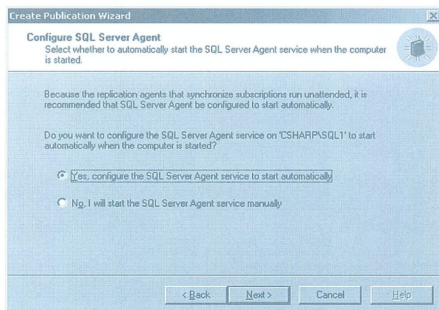 Create Publication Wizard
Configure SQL Server Agent
Select whether to automatically start the SQL Server Agent service when the computer
is started.
Because the replication agents that synchronize subscriptions run unattended, it is
recommended that SQL Server Agent be configured to start automatically.
Do you want to configure the SQL Server Agent service on 'CSHARP\SQL1' to start
automatically when the computer is started?
Yes, configure the SQL Server Agent service to start automatically
No, I will start the SQL Server Agent service manually
< Back
Next >
Cancel
Help